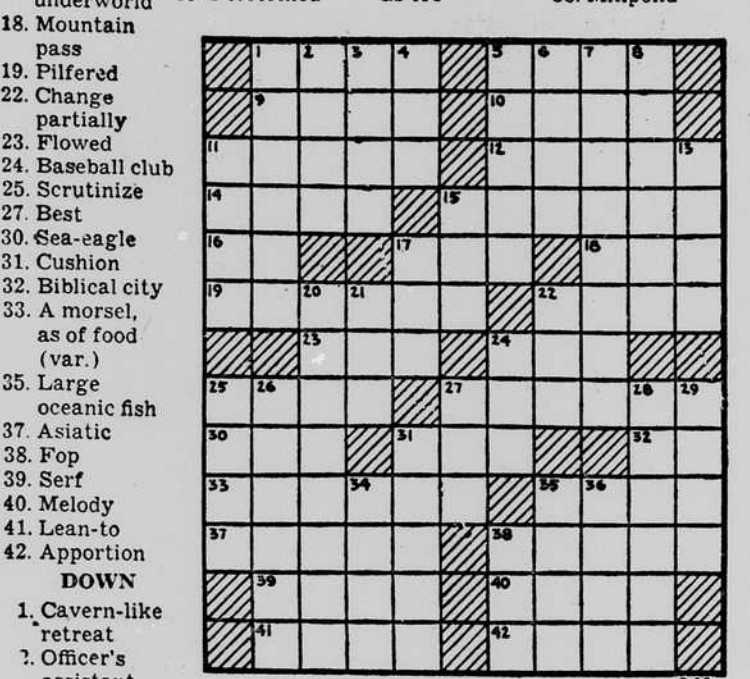 underworld
18. Mountain
pass
19. Pilfered
22. Change
partially
23. Flowed
24. Baseball club
25. Scrutinize
27. Best
30. Sea-eagle
31. Cushion
32. Biblical city
33. A morsel,
as of food
(var.)
35. Large
oceanic fish
37. Asiatic
38. Fop
39. Serf
40. Melody
41. Lean-to
42. Apportion
DOWN
1. Cavern-like
retreat
2. Officer's
1 2 3 4 5 6 7 8
9 10
11 12 13
14 15
16 17 18
19 20 21 22
23 24
25 26 27 28 29
30 31 32
33 34 35 36
37 38
39 40
41 42